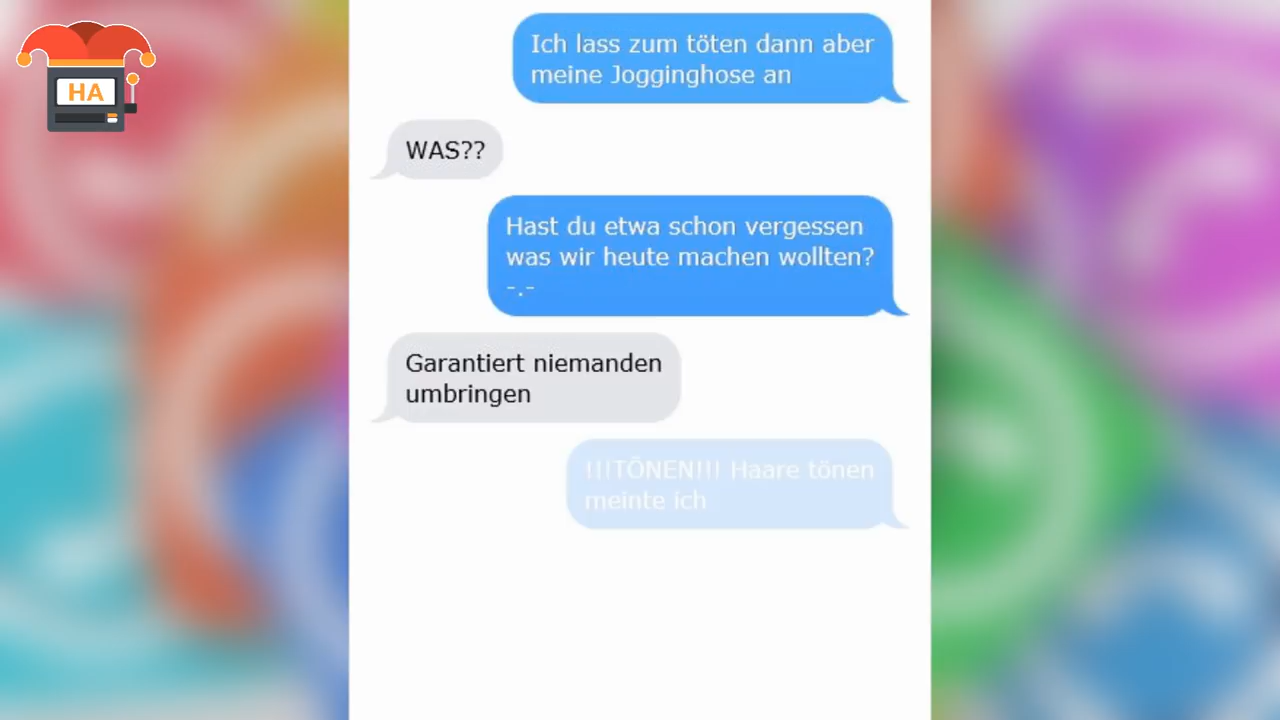 HA
Ich lass zum töten dann aber
meine Jogginghose an
WAS??
Hast du etwa schon vergessen
was wir heute machen wollten?
-.-
Garantiert niemanden
umbringen
!!!TÖNEN!!! Haare tönen
meinte ich